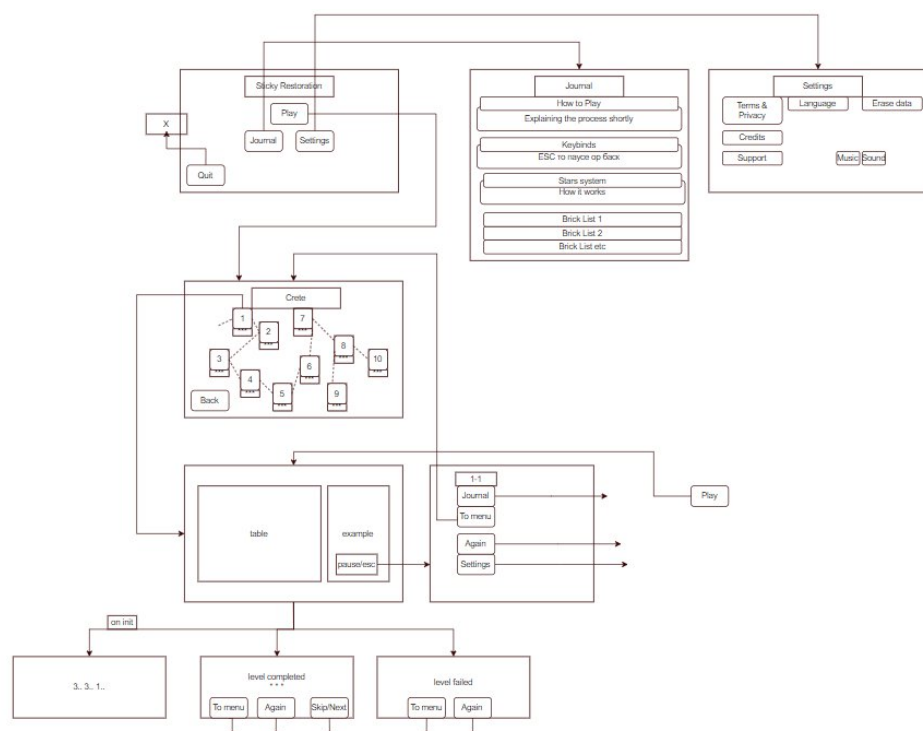 Sticky Restoration
Play
Journal
Settings
X
Quit
Journal
How to Play
Explaining the process shortly
Keybinds
ESC то паусе ор баск
Stars system
How it works
Brick List 1
Brick List 2
Brick List etc
Settings
Terms &
Privacy
Language
Erase data
Credits
Support
Music
Sound
Crete
1
***
2
***
7
***
8
***
3
***
6
***
10
***
4
***
5
***
9
***
Back
table
example
pause/esc
1-1
Journal
To menu
Again
Settings
Play
on init
3.. 3.. 1..
level completed
* * *
To menu
Again
Skip/Next
level failed
To menu
Again